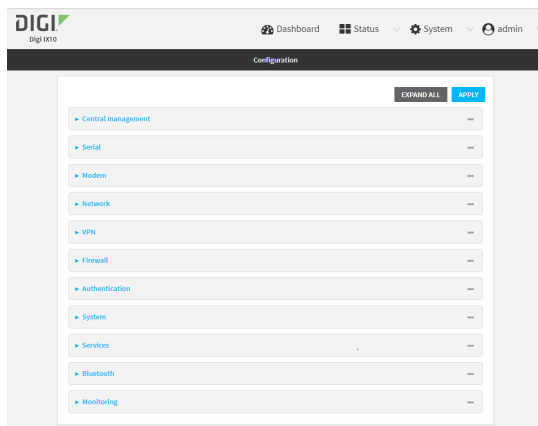 DIGI
Digi IX10
Dashboard Status System admin
Configuration
EXPAND ALL APPLY
Central management
Serial
Modem
Network
VPN
Firewall
Authentication
System
Services
Bluetooth
Monitoring